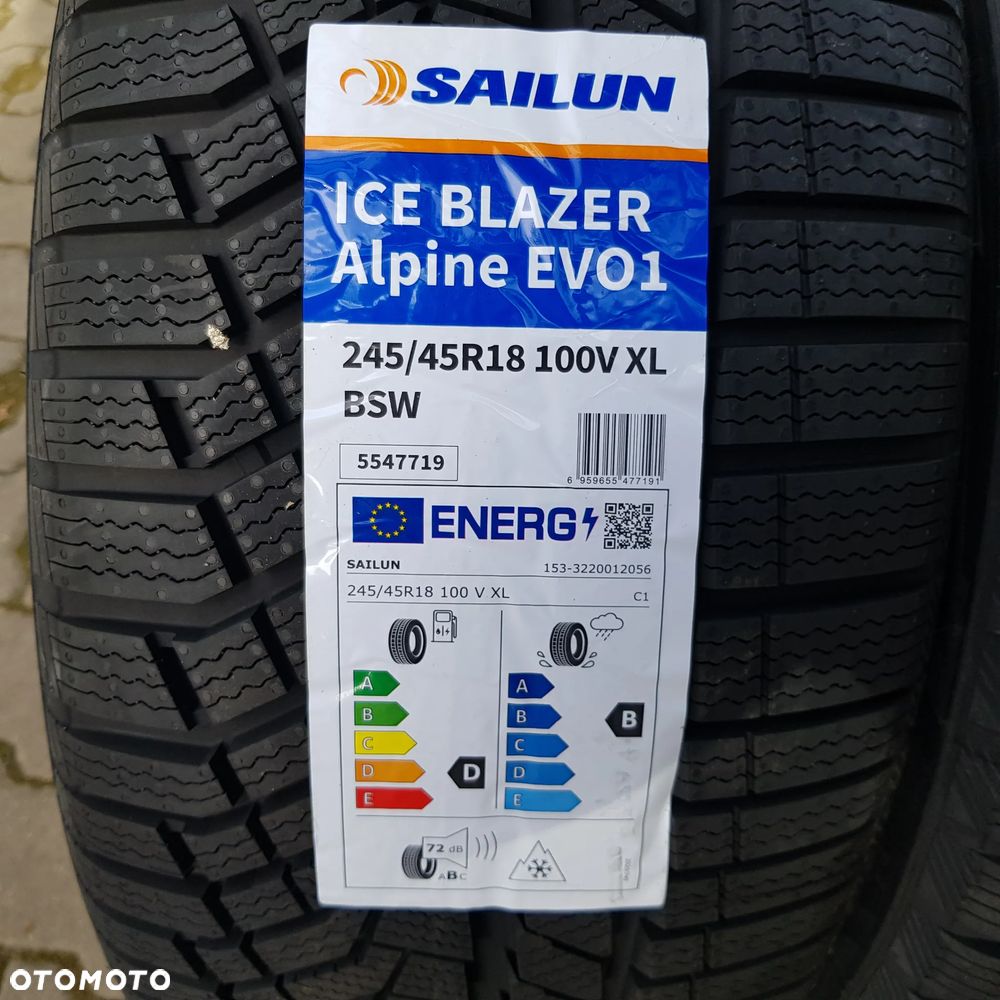 SAILUN
ICE BLAZER
Alpine EVO1
245/45R18 100V XL
BSW
5547719
6 959655 477191
ENERG
SAILUN 153-3220012056
245/45R18 100 V XL C1
A A
B B B
C C
D D D
E E
72 dB
ABC
OTOMOTO